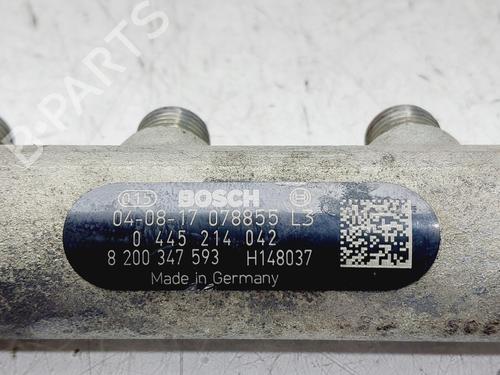 B-PARTS
015 BOSCH
04-08-17 078855 L3
0 445 214 042
8 200 347 593 H148037
Made in Germany